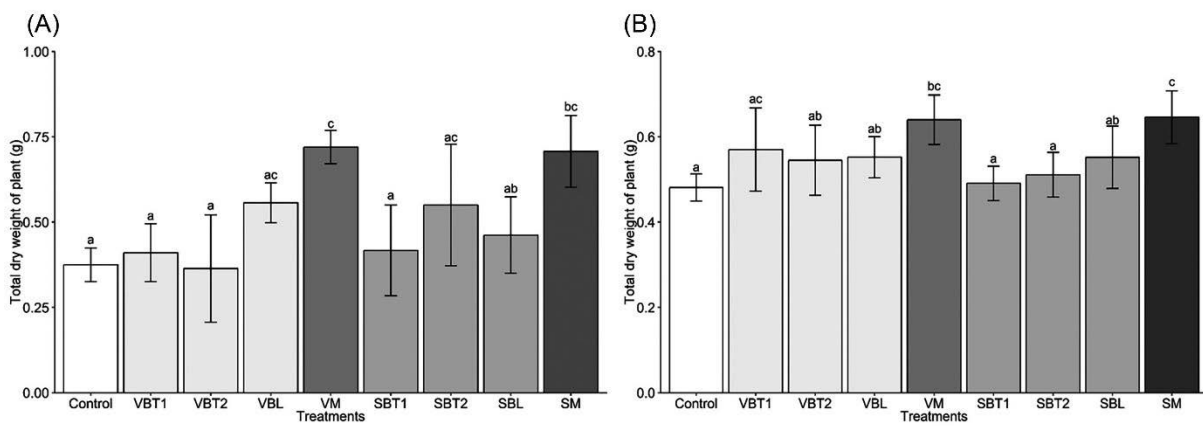 (A)
Total dry weight of plant (g)
1.00
0.75
0.50
0.25
0.00
a
a
a
ac
c
a
ac
ab
bc
Control VBT1 VBT2 VBL VM SBT1 SBT2 SBL SM
Treatments
(B)
Total dry weight of plant (g)
0.8
0.6
0.4
0.2
0.0
a
ac
ab
ab
bc
a
a
ab
c
Control VBT1 VBT2 VBL VM SBT1 SBT2 SBL SM
Treatments